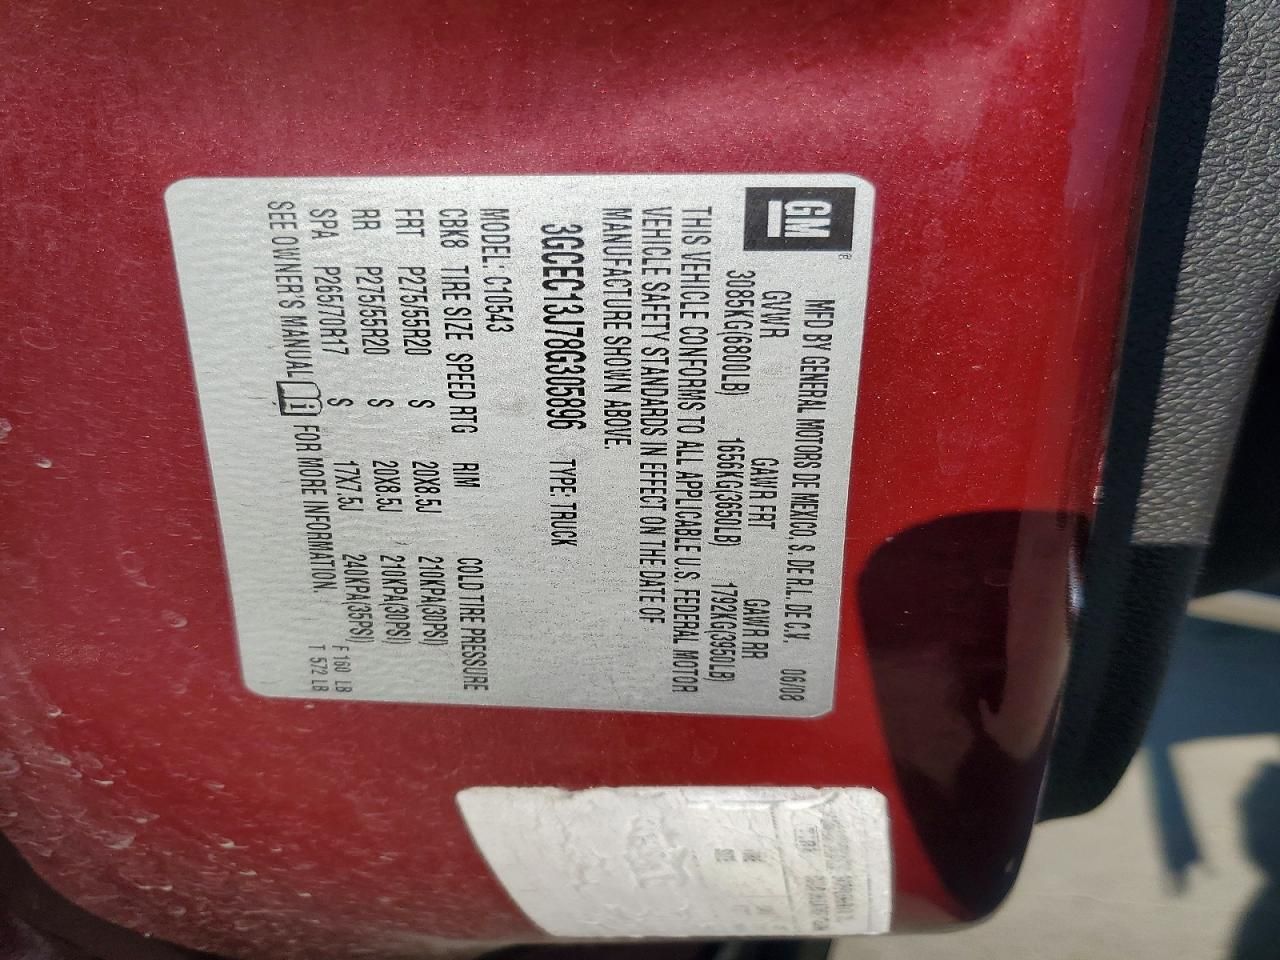 GM®
MFD BY GENERAL MOTORS DE MEXICO, S. DE R.L. DE C.V. 06/08
GVWR GAWR FRT GAWR RR
3085KG(6800LB) 1656KG(3650LB) 1792KG(3950LB)
THIS VEHICLE CONFORMS TO ALL APPLICABLE U.S. FEDERAL MOTOR
VEHICLE SAFETY STANDARDS IN EFFECT ON THE DATE OF
MANUFACTURE SHOWN ABOVE.
3GCEC13J78G305896 TYPE: TRUCK
MODEL: C10543
CBK8 TIRE SIZE SPEED RTG RIM COLD TIRE PRESSURE
FRT P275/55R20 S 20X8.5J 210KPA(30PSI)
RR P275/55R20 S 20X8.5J 210KPA(30PSI)
SPA P265/70R17 S 17X7.5J 240KPA(35PSI)
SEE OWNER'S MANUAL FOR MORE INFORMATION.
F 160 LB
T 572 LB